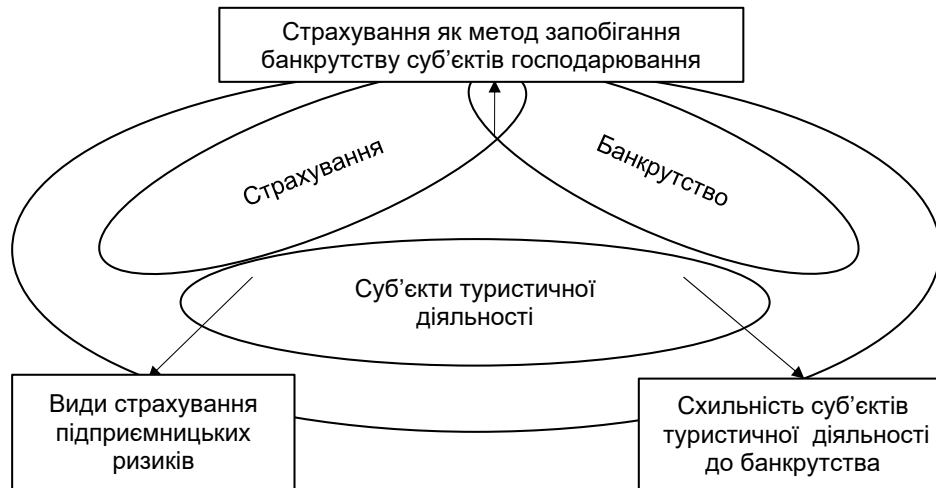 Страхування як метод запобігання
банкрутству суб’єктів господарювання
Страхування
Банкрутство
Суб’єкти туристичної
діяльності
Види страхування
підприємницьких
ризиків
Схильність суб’єктів
туристичної діяльності
до банкрутства